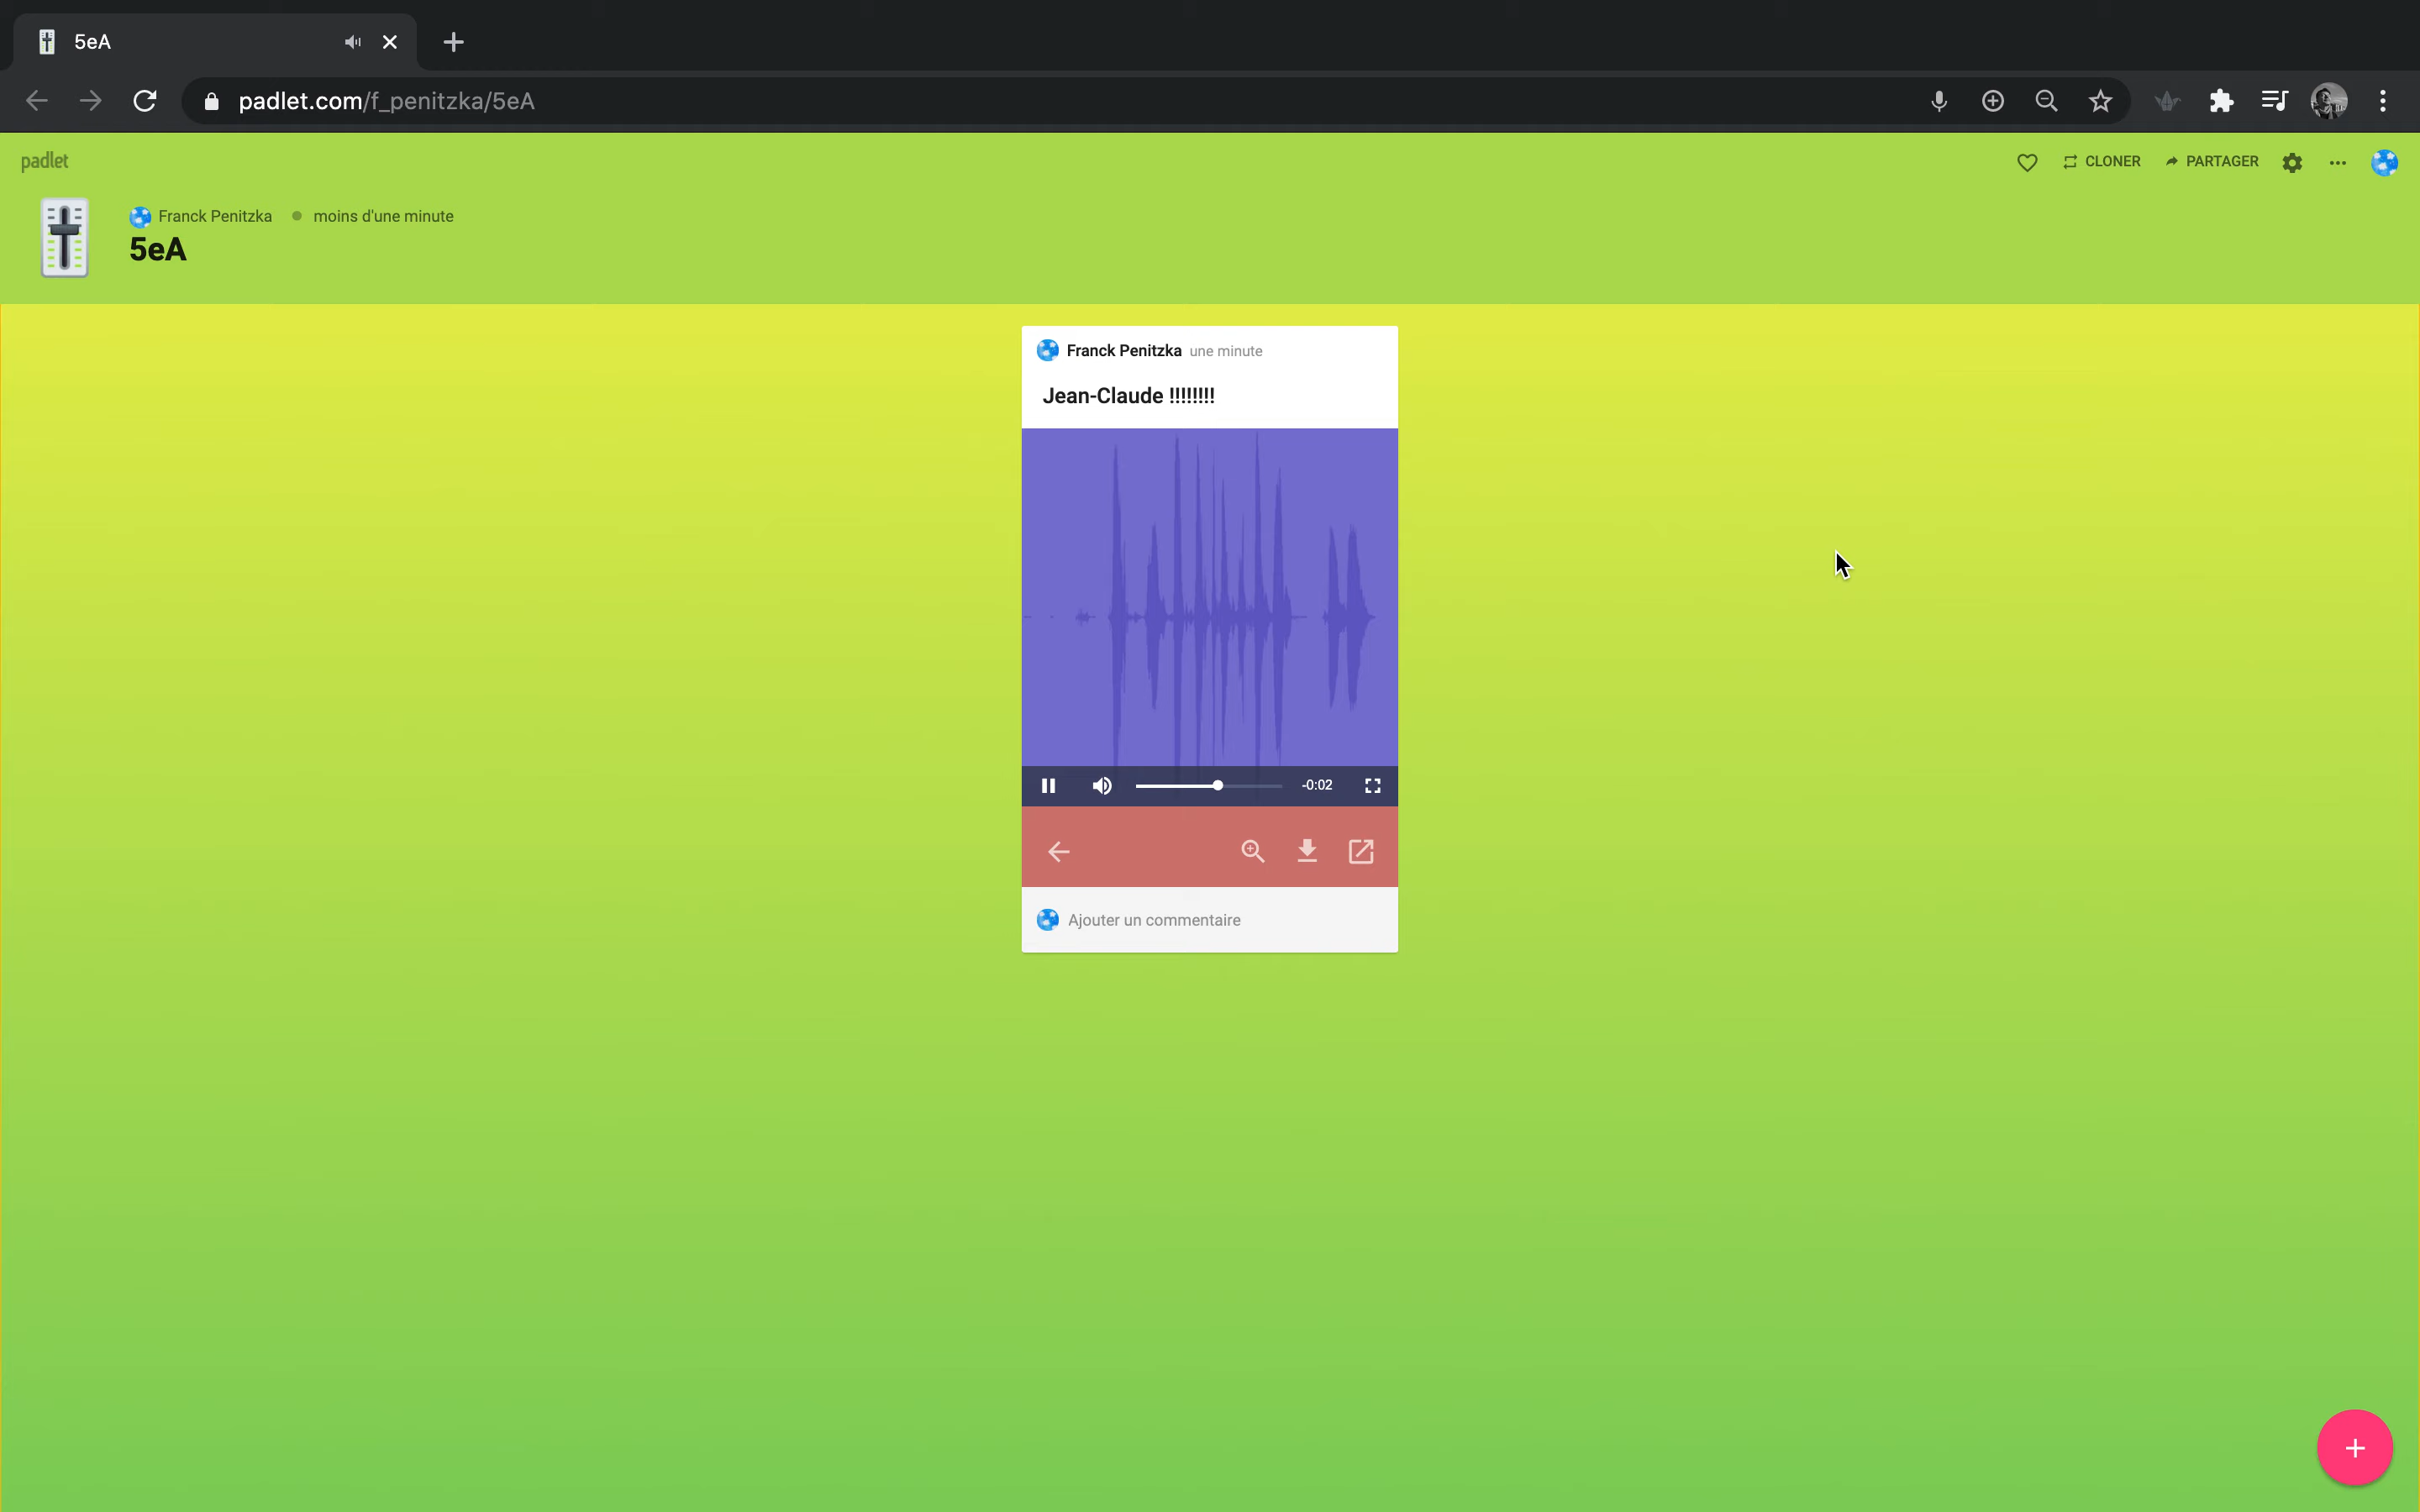 5eA
padlet.com/f_penitzka/5eA
padlet
CLONER
PARTAGER
Franck Penitzka
moins d'une minute
5eA
Franck Penitzka une minute
Jean-Claude !!!!!!!!
-0:02
Ajouter un commentaire